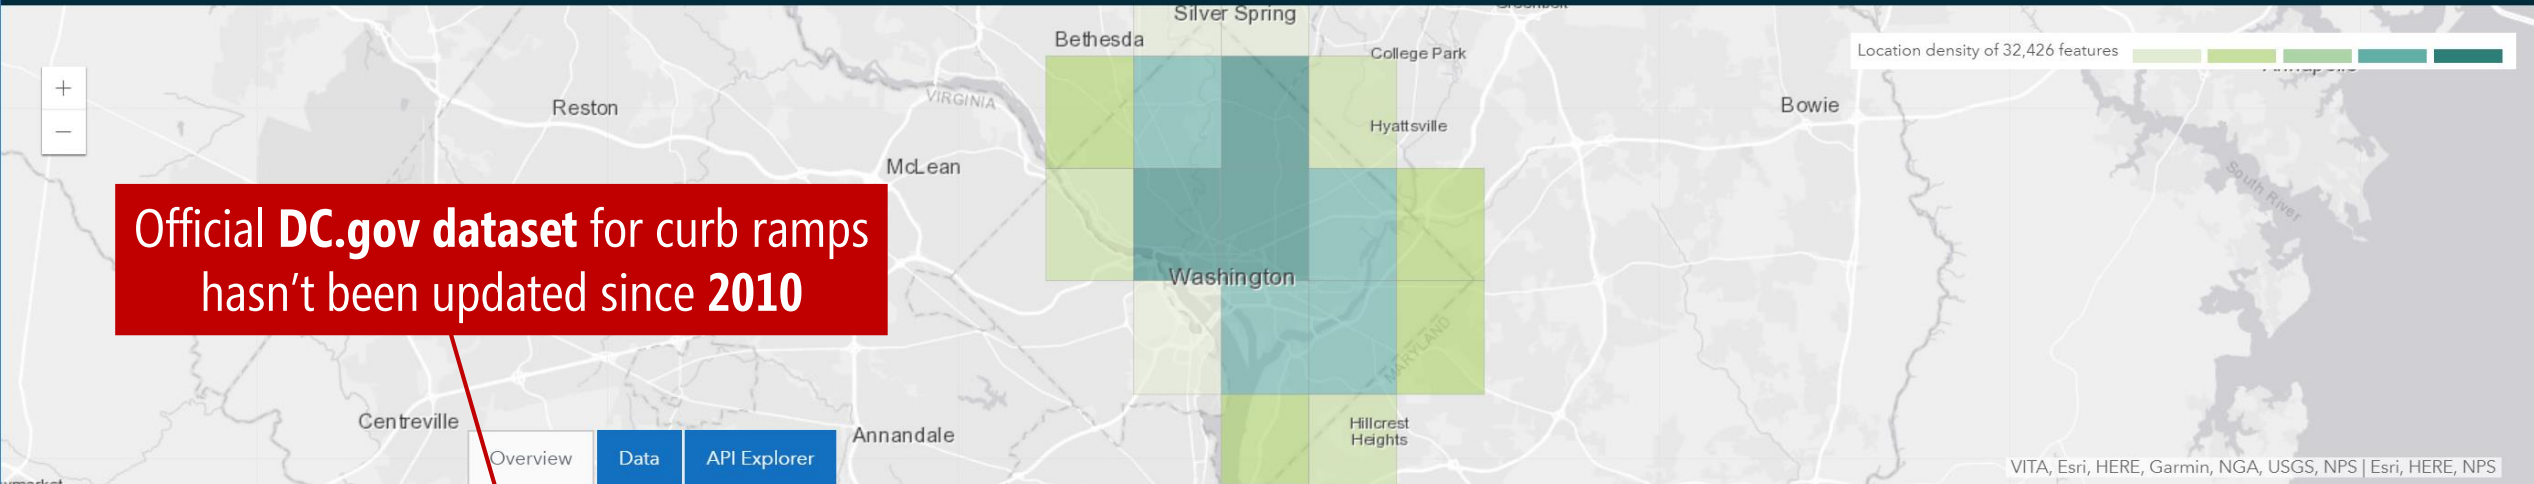 Silver Spring
Bethesda
College Park
Location density of 32,426 features
+
Reston
VIRGINIA
Bowie
Hyattsville
−
McLean
South River
Official DC.gov dataset for curb ramps
hasn't been updated since 2010
Washington
MARYLAND
Centreville
Hillcrest
Heights
Annandale
Overview
Data
API Explorer
VITA, Esri, HERE, Garmin, NGA, USGS, NPS | Esri, HERE, NPS